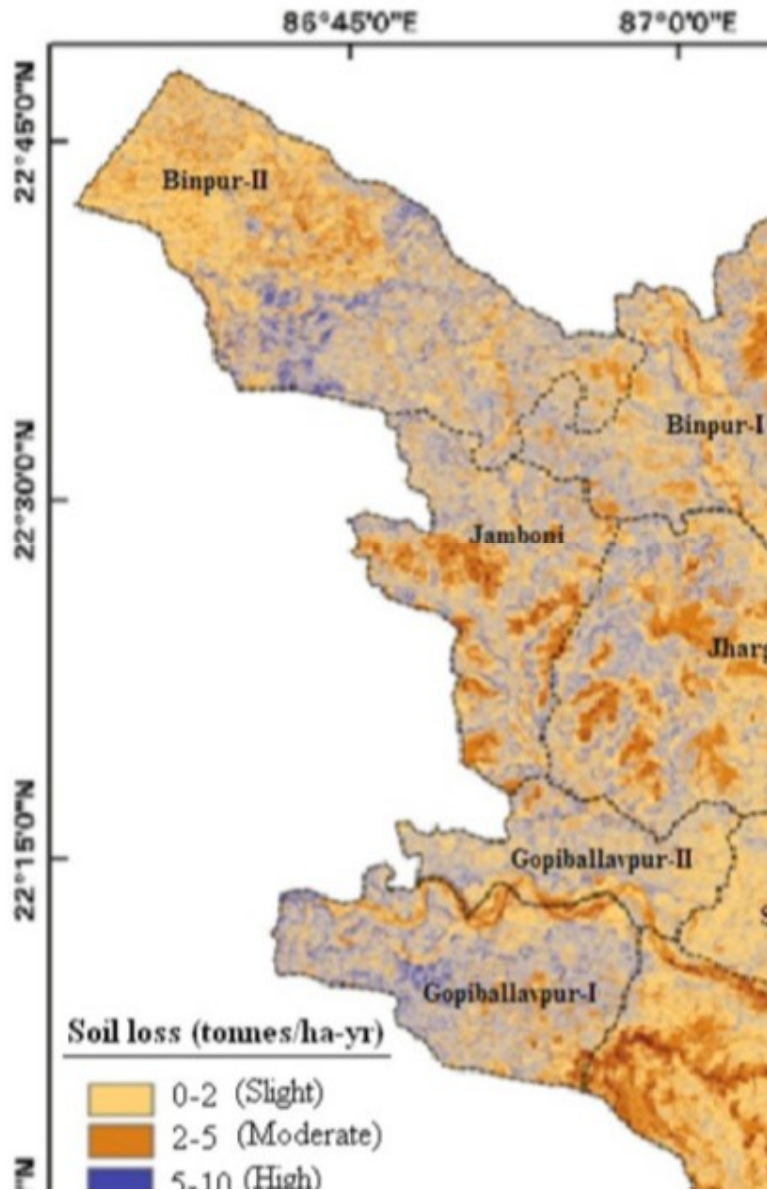 86°45'0"E 87°0'0"E
22°45'0"N
Binpur-II
Binpur-I
22°30'0"N
Jamboni
Jharg
22°15'0"N
Gopiballavpur-II
S
Gopiballavpur-I
Soil loss (tonnes/ha-yr)
0-2 (Slight)
2-5 (Moderate)
5-10 (High)
"N